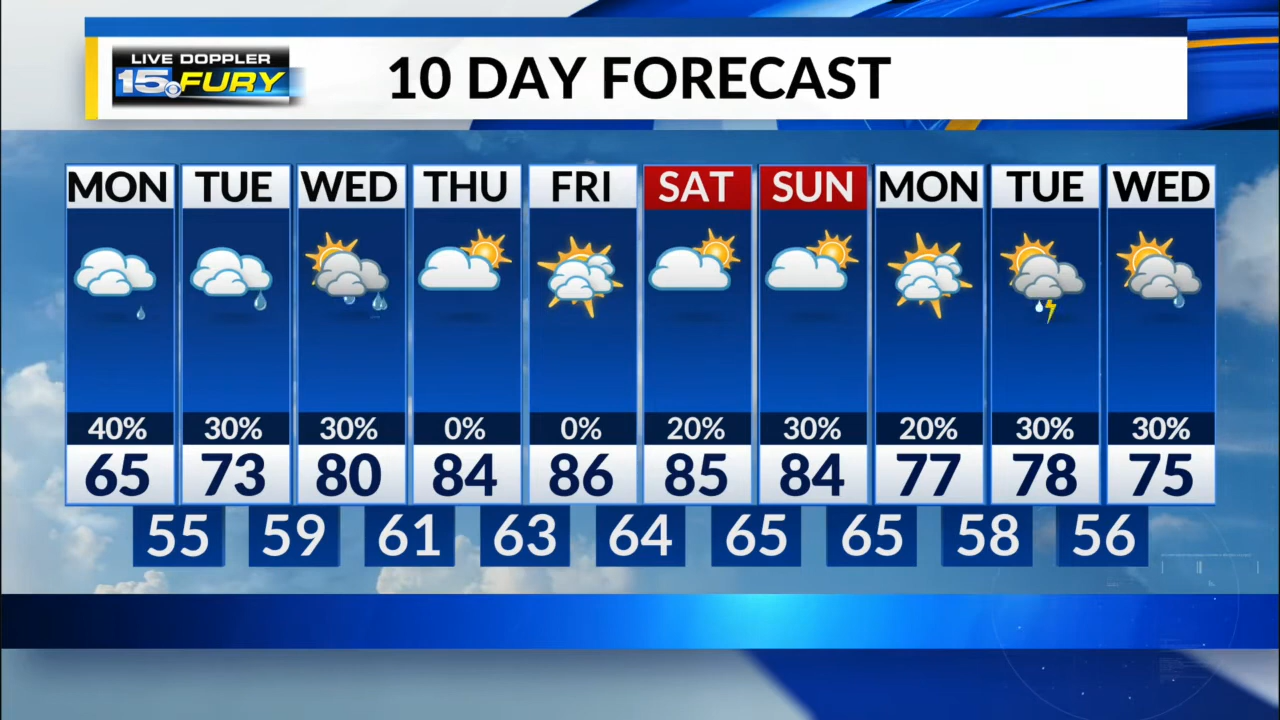 LIVE DOPPLER
15 FURY
10 DAY FORECAST
MON TUE WED THU FRI SAT SUN MON TUE WED
40% 30% 30% 0% 0% 20% 30% 20% 30% 30%
65 73 80 84 86 85 84 77 78 75
55 59 61 63 64 65 65 58 56